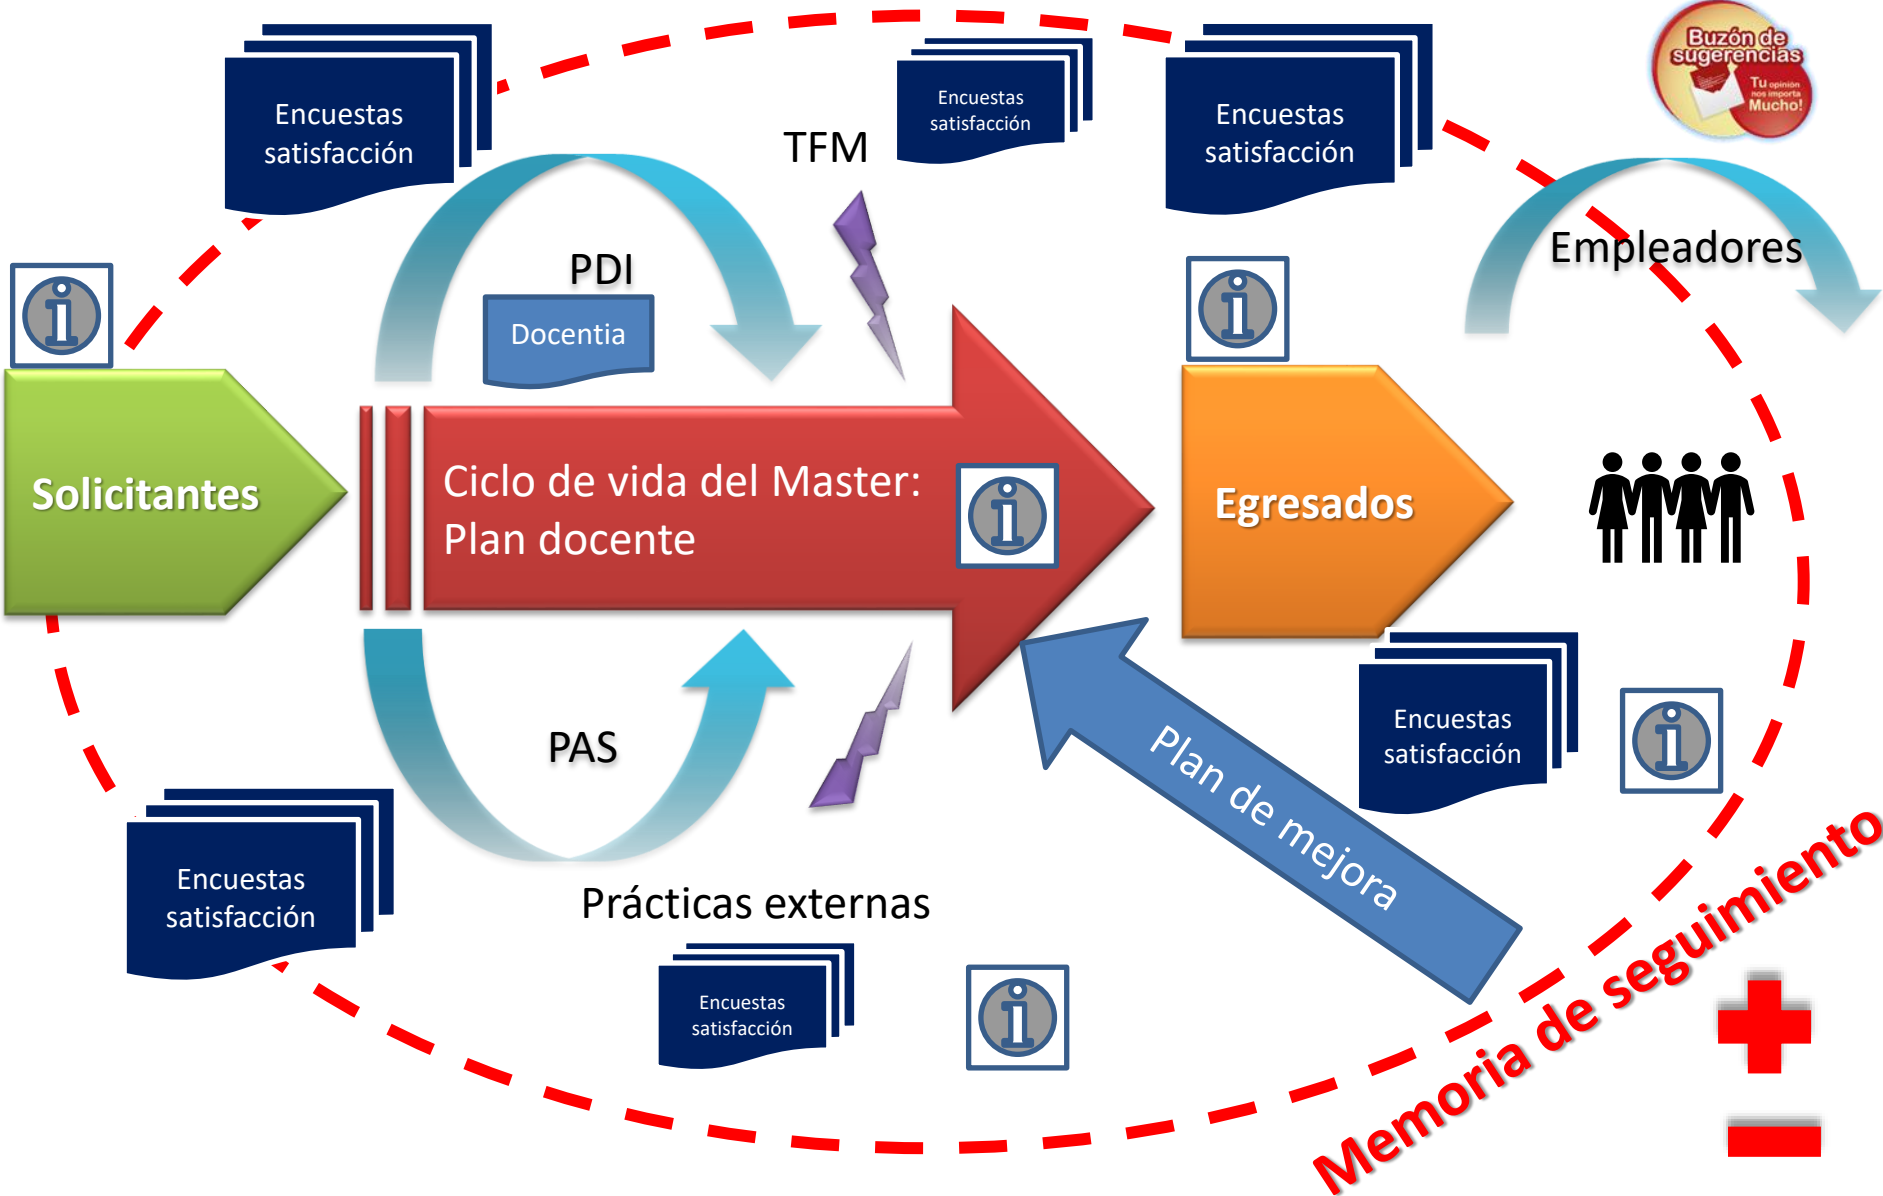 Buzón de
sugerencias
Tu opinión
nos importa
Mucho!
Encuestas
satisfacción
Encuestas
satisfacción
Encuestas
satisfacción
TFM
PDI
Docentia
Empleadores
Solicitantes
Ciclo de vida del Master:
Plan docente
Egresados
PAS
Plan de mejora
Encuestas
satisfacción
Encuestas
satisfacción
Prácticas externas
Encuestas
satisfacción
Memoria de seguimiento